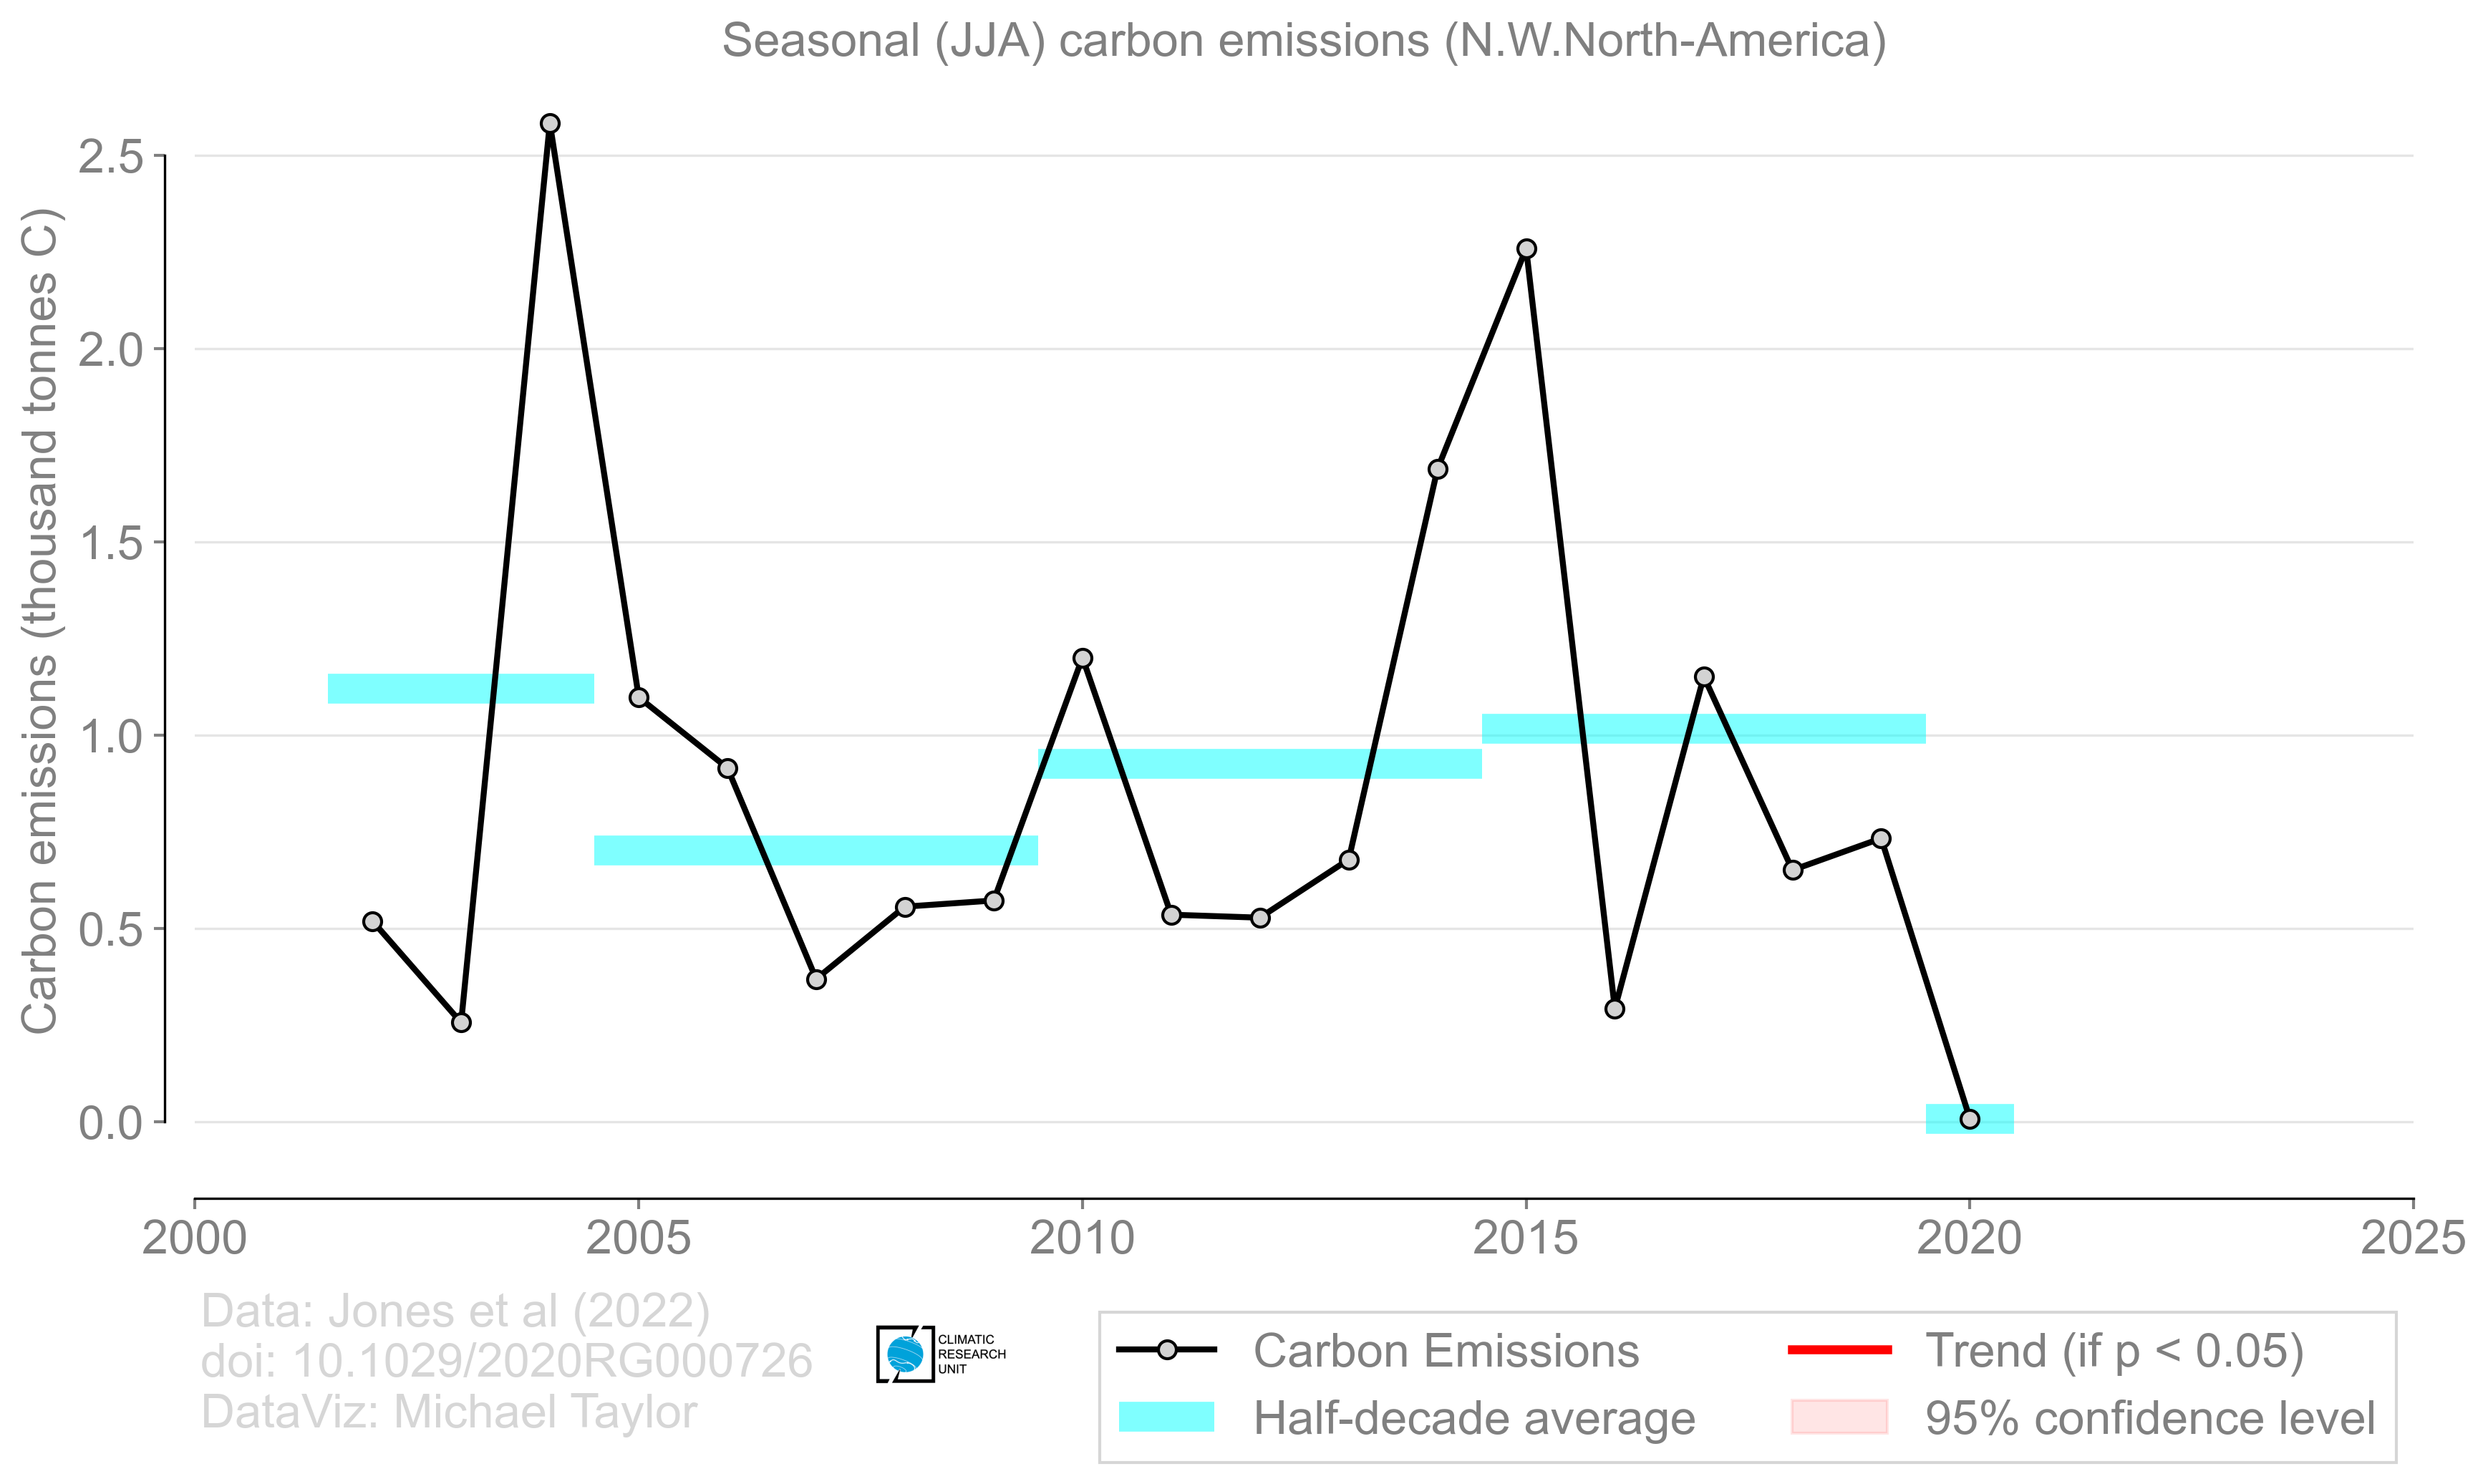 Seasonal (JJA) carbon emissions (N.W.North-America)
Carbon emissions (thousand tonnes C)
2.5
2.0
1.5
1.0
0.5
0.0
2000 2005 2010 2015 2020 2025
Data: Jones et al (2022)
doi: 10.1029/2020RG000726
DataViz: Michael Taylor
CLIMATIC
RESEARCH
UNIT
Carbon Emissions
Half-decade average
Trend (if p < 0.05)
95% confidence level